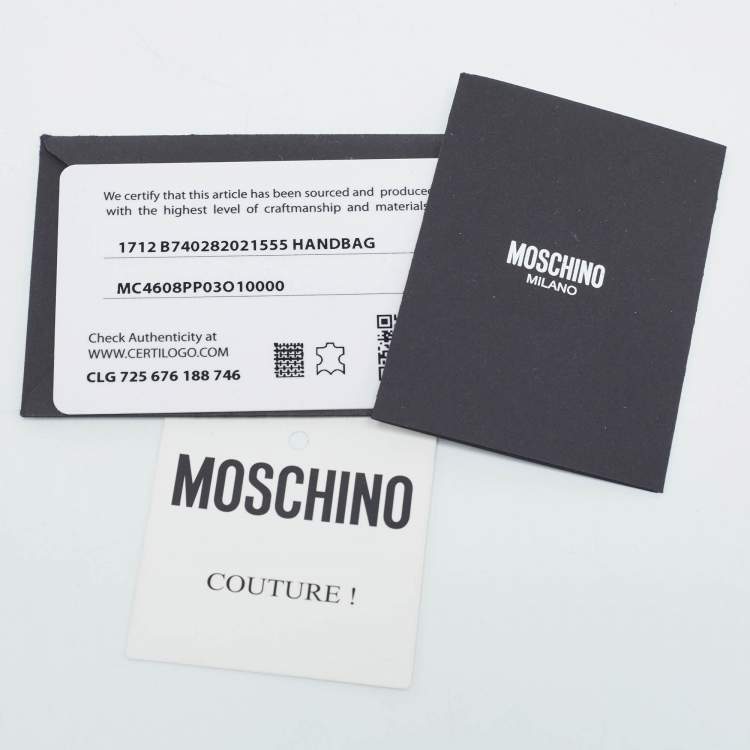 We certify that this article has been sourced and produced
with the highest level of craftmanship and materials
1712 B740282021555 HANDBAG
MC4608PP03O10000
Check Authenticity at
WWW.CERTILOGO.COM
CLG 725 676 188 746
MOSCHINO
MILANO
MOSCHINO
COUTURE !